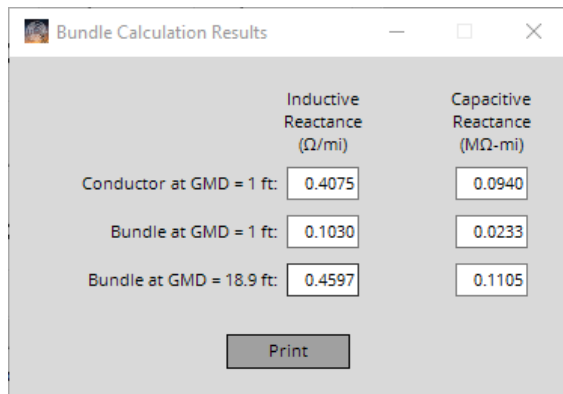 Bundle Calculation Results
Inductive Capacitive
Reactance Reactance
(Ω/mi) (MΩ-mi)
Conductor at GMD = 1 ft: 0.4075 0.0940
Bundle at GMD = 1 ft: 0.1030 0.0233
Bundle at GMD = 18.9 ft: 0.4597 0.1105
Print